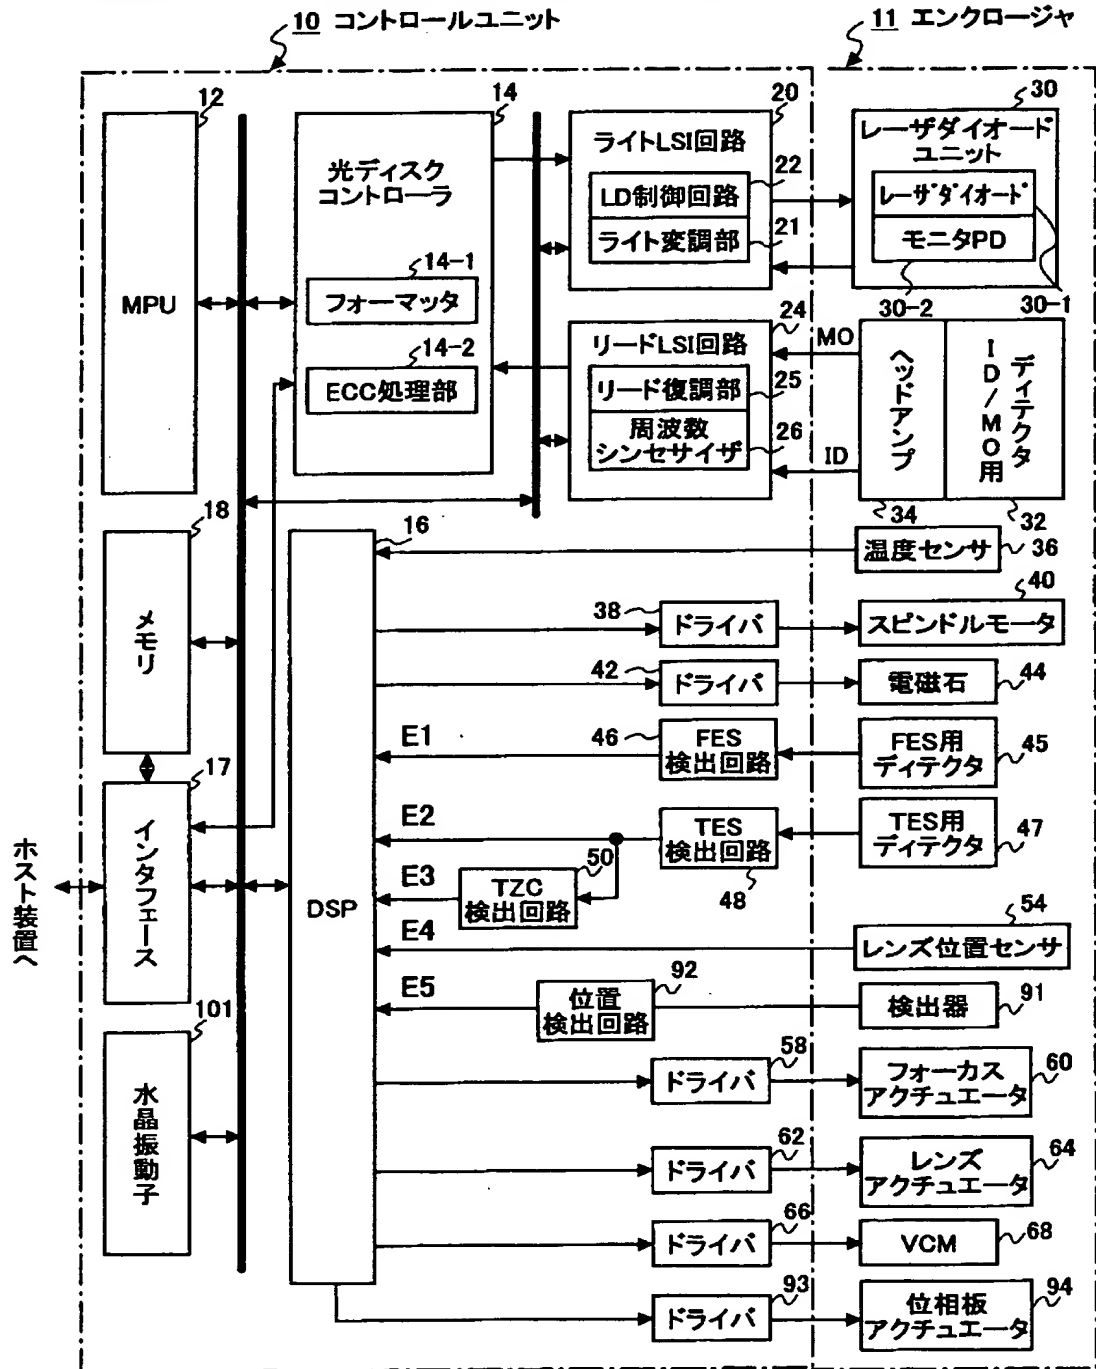 10 コントロールユニット
11 エンクロージャ
12
MPU
14
光ディスク
コントローラ
14-1
フォーマッタ
14-2
ECC処理部
20
ライトLSI回路
22
LD制御回路
21
ライト変調部
30
レーザダイオード
ユニット
レーザダイオード
モニタPD
30-2
30-1
24
リードLSI回路
リード復調部
25
周波数
シンセサイザ
26
MO
ID
ヘッドアンプ
34
ディテクタ
ID/MO用
32
18
メモリ
16
DSP
温度センサ
36
38
ドライバ
40
スピンドルモータ
42
ドライバ
電磁石
44
E1
46
FES
検出回路
FES用
ディテクタ
45
17
インタフェース
ホスト装置へ
E2
TES
検出回路
48
TES用
ディテクタ
47
E3
50
TZC
検出回路
E4
54
レンズ位置センサ
E5
92
位置
検出回路
検出器
91
101
水晶振動子
58
ドライバ
フォーカス
アクチュエータ
60
62
ドライバ
レンズ
アクチュエータ
64
66
ドライバ
VCM
68
93
ドライバ
位相板
アクチュエータ
94